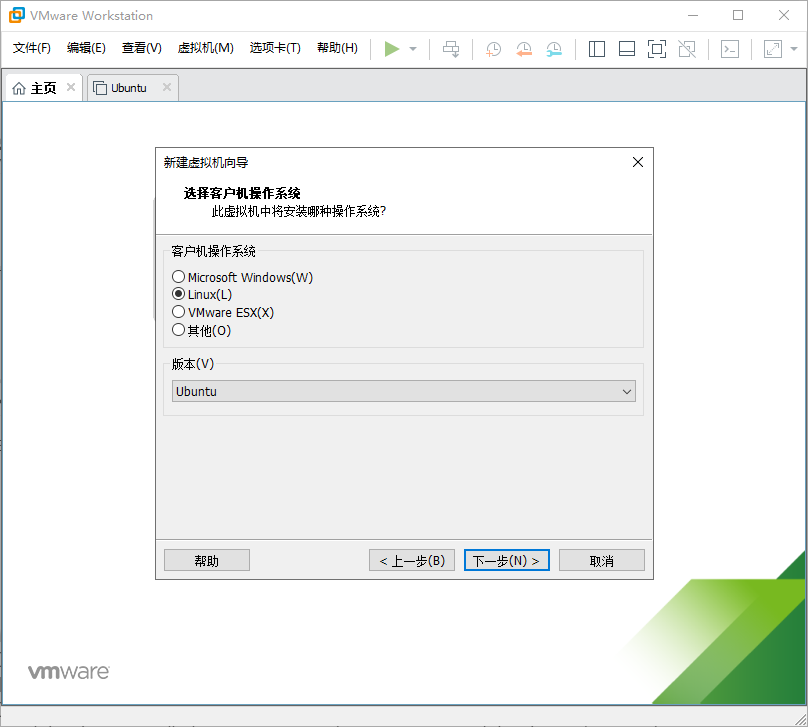 VMware Workstation
文件(F) 编辑(E) 查看(V) 虚拟机(M) 选项卡(T) 帮助(H)
主页 Ubuntu
新建虚拟机向导
选择客户机操作系统
此虚拟机中将安装哪种操作系统?
客户机操作系统
Microsoft Windows(W)
Linux(L)
VMware ESX(X)
其他(O)
版本(V)
Ubuntu
帮助 < 上一步(B) 下一步(N) > 取消
vmware